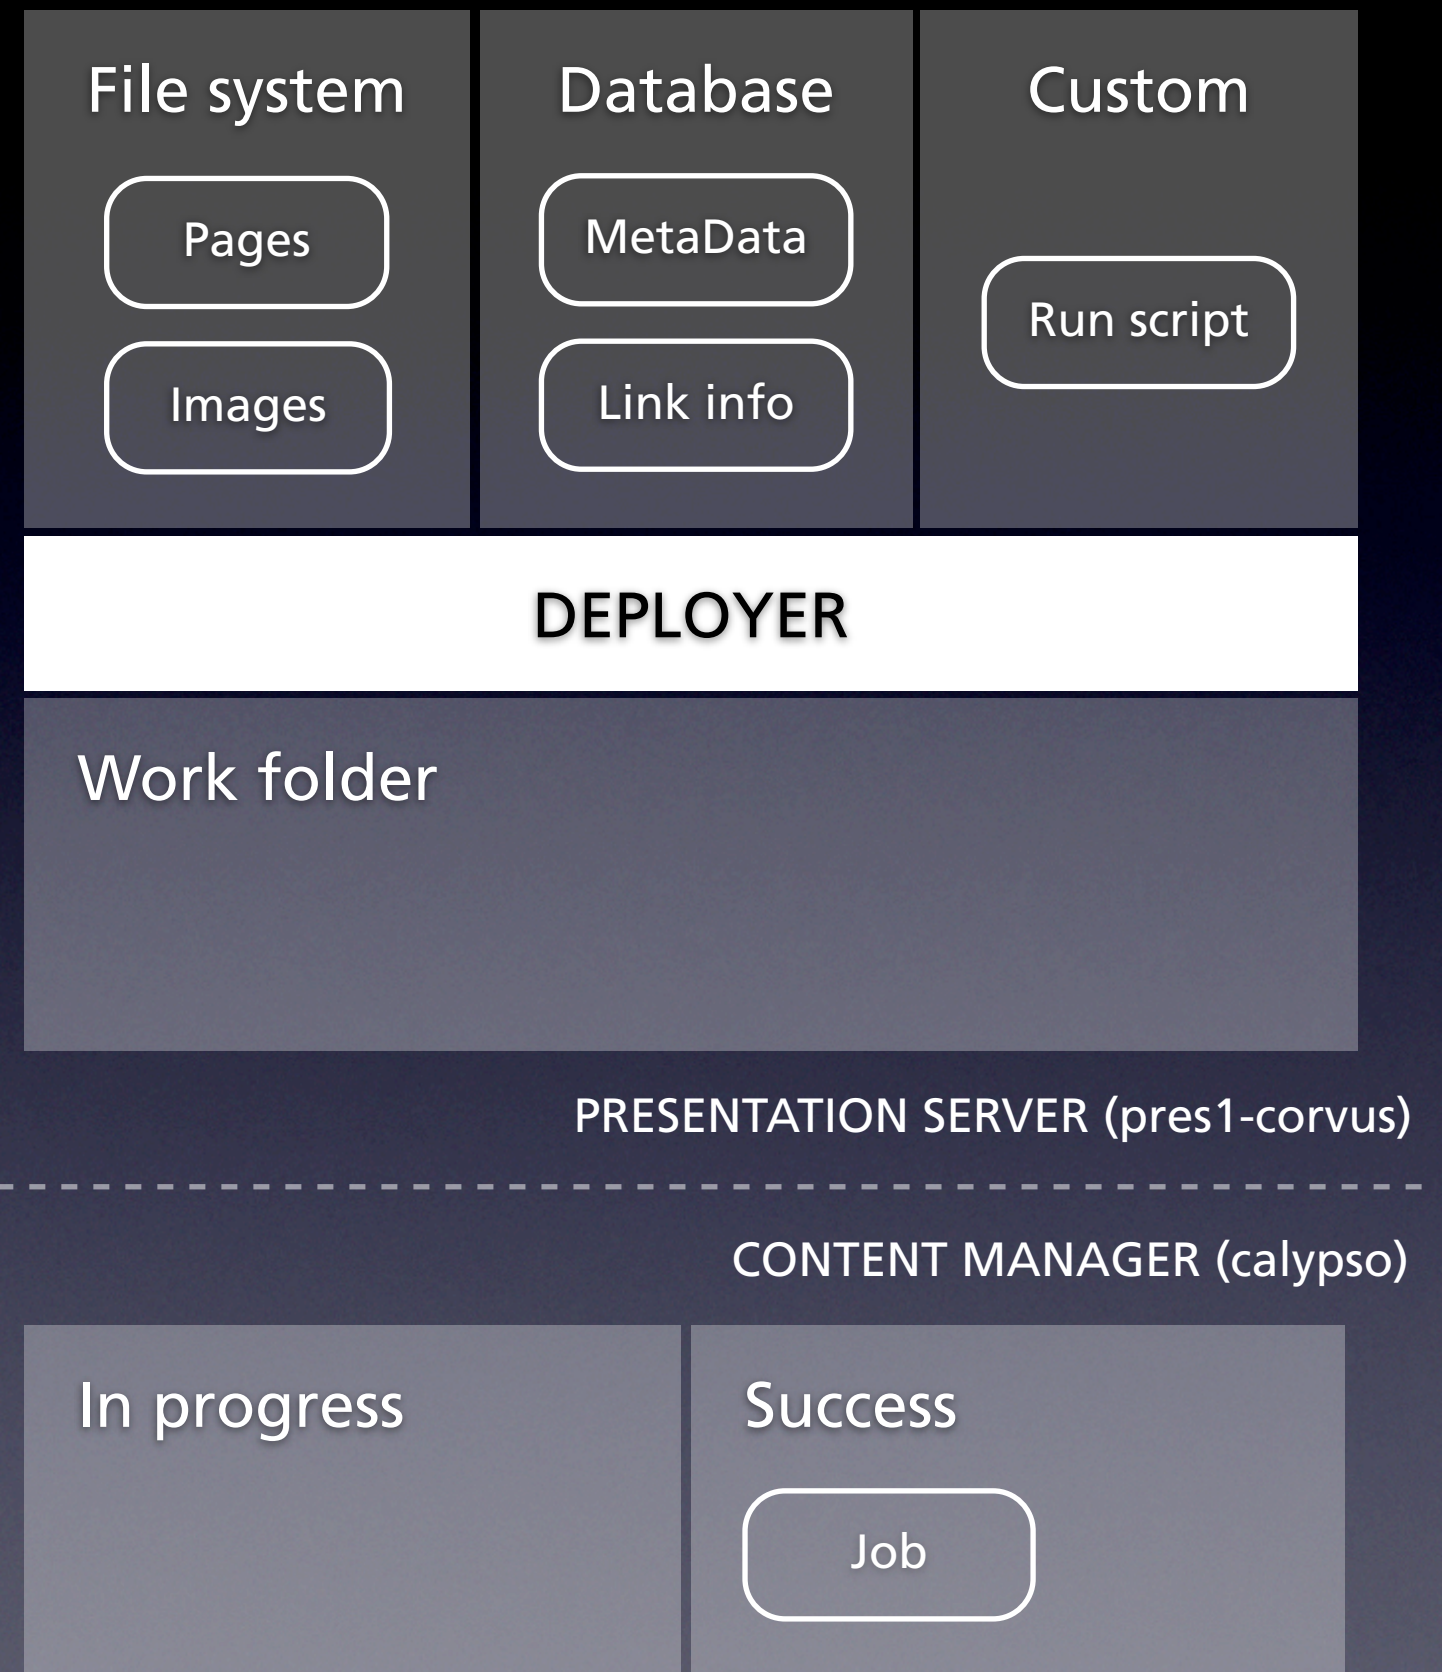 File system
Database
Custom
Pages
MetaData
Run script
Images
Link info
DEPLOYER
Work folder
PRESENTATION SERVER (pres1-corvus)
CONTENT MANAGER (calypso)
In progress
Success
Job